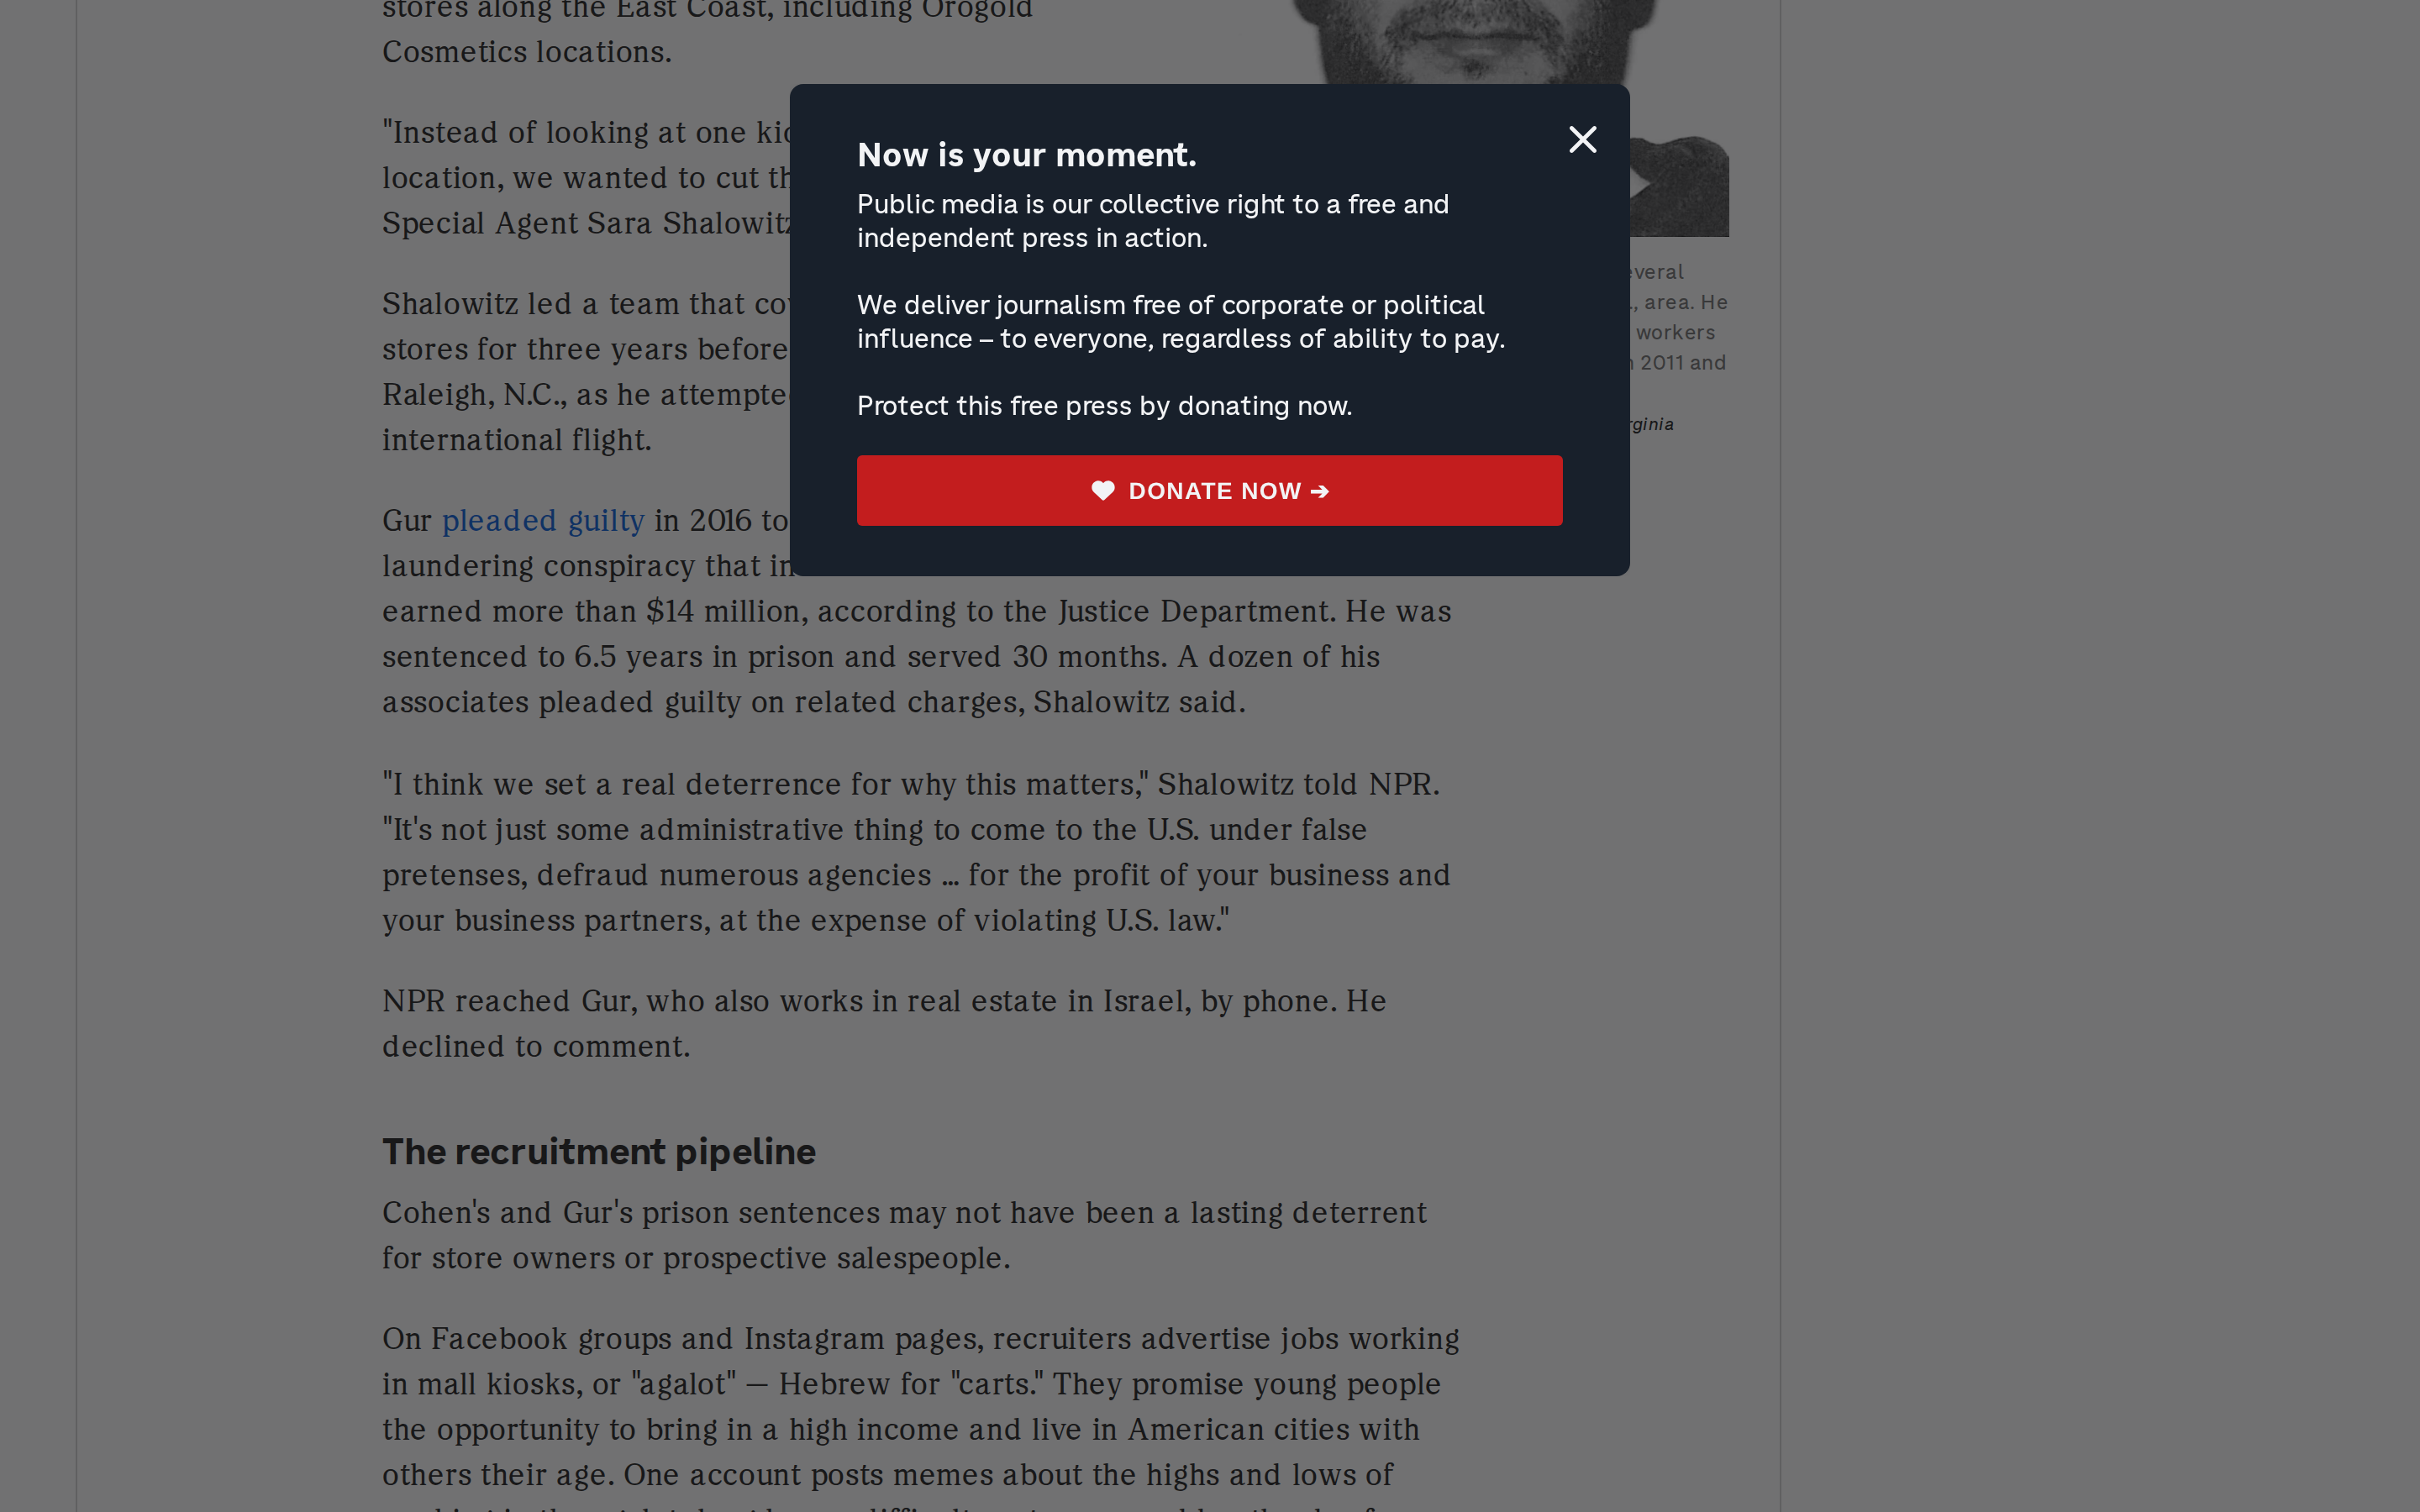 stores along the East Coast, including Orogold
Cosmetics locations.
"Instead of looking at one
location, we wanted to cut
Special Agent Sara Shalowitz
Shalowitz led a team that
stores for three years before
Raleigh, N.C., as he
international flight.
Gur pleaded guilty in 2016 to
laundering conspiracy that
earned more than $14 million, according to the Justice Department. He was
sentenced to 6.5 years in prison and served 30 months. A dozen of his
associates pleaded guilty on related charges, Shalowitz said.
"I think we set a real deterrence for why this matters," Shalowitz told NPR.
"It's not just some administrative thing to come to the U.S. under false
pretenses, defraud numerous agencies ... for the profit of your business and
your business partners, at the expense of violating U.S. law."
NPR reached Gur, who also works in real estate in Israel, by phone. He
declined to comment.
The recruitment pipeline
Cohen's and Gur's prison sentences may not have been a lasting deterrent
for store owners or prospective salespeople.
On Facebook groups and Instagram pages, recruiters advertise jobs working
in mall kiosks, or "agalot" — Hebrew for "carts." They promise young people
the opportunity to bring in a high income and live in American cities with
others their age. One account posts memes about the highs and lows of
Now is your moment.
Public media is our collective right to a free and
independent press in action.
We deliver journalism free of corporate or political
influence – to everyone, regardless of ability to pay.
Protect this free press by donating now.
DONATE NOW ➔
area. He
workers
2011 and